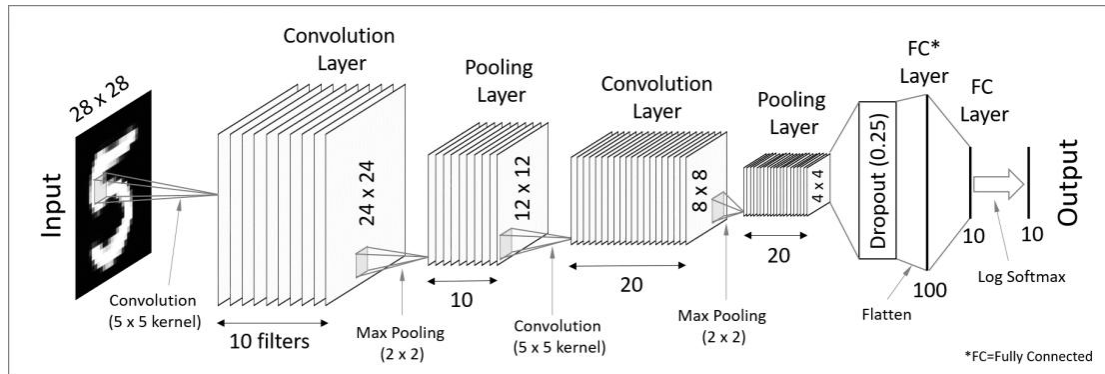 Input
28 x 28
Convolution
(5 x 5 kernel)
Convolution
Layer
24 x 24
10 filters
Max Pooling
(2 x 2)
Pooling
Layer
12 x 12
10
Convolution
(5 x 5 kernel)
Convolution
Layer
8 x 8
20
Max Pooling
(2 x 2)
Pooling
Layer
4 x 4
20
Dropout (0.25)
Flatten
FC*
Layer
100
FC
Layer
10
Log Softmax
10
Output
*FC=Fully Connected